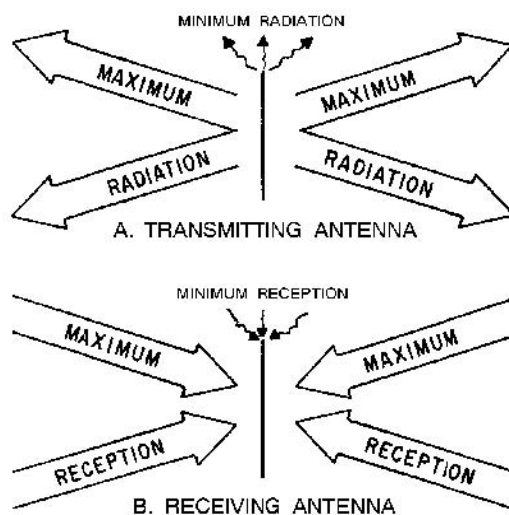 MINIMUM RADIATION
MAXIMUM
MAXIMUM
RADIATION
RADIATION
A. TRANSMITTING ANTENNA
MINIMUM RECEPTION
MAXIMUM
MAXIMUM
RECEPTION
RECEPTION
B. RECEIVING ANTENNA